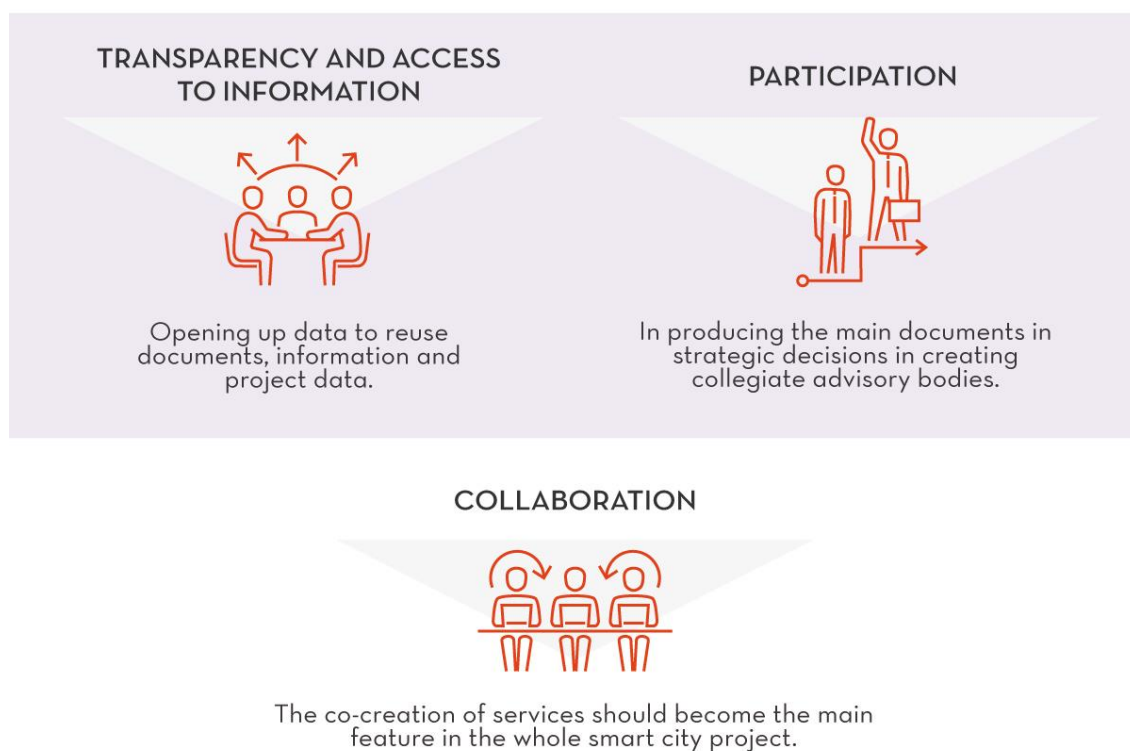 TRANSPARENCY AND ACCESS
TO INFORMATION
Opening up data to reuse
documents, information and
project data.
PARTICIPATION
In producing the main documents in
strategic decisions in creating
collegiate advisory bodies.
COLLABORATION
The co-creation of services should become the main
feature in the whole smart city project.